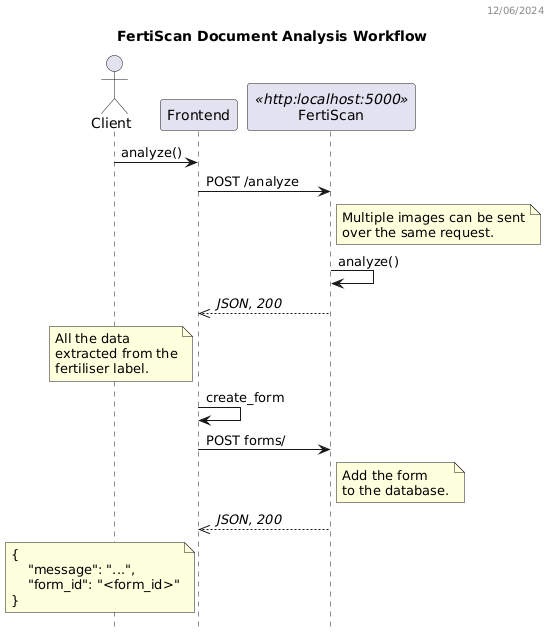 12/06/2024
FertiScan Document Analysis Workflow
Client
Frontend
«http:localhost:5000»
FertiScan
analyze()
POST /analyze
Multiple images can be sent
over the same request.
analyze()
JSON, 200
All the data
extracted from the
fertiliser label.
create_form
POST forms/
Add the form
to the database.
JSON, 200
{
"message": "...",
"form_id": "<form_id>"
}